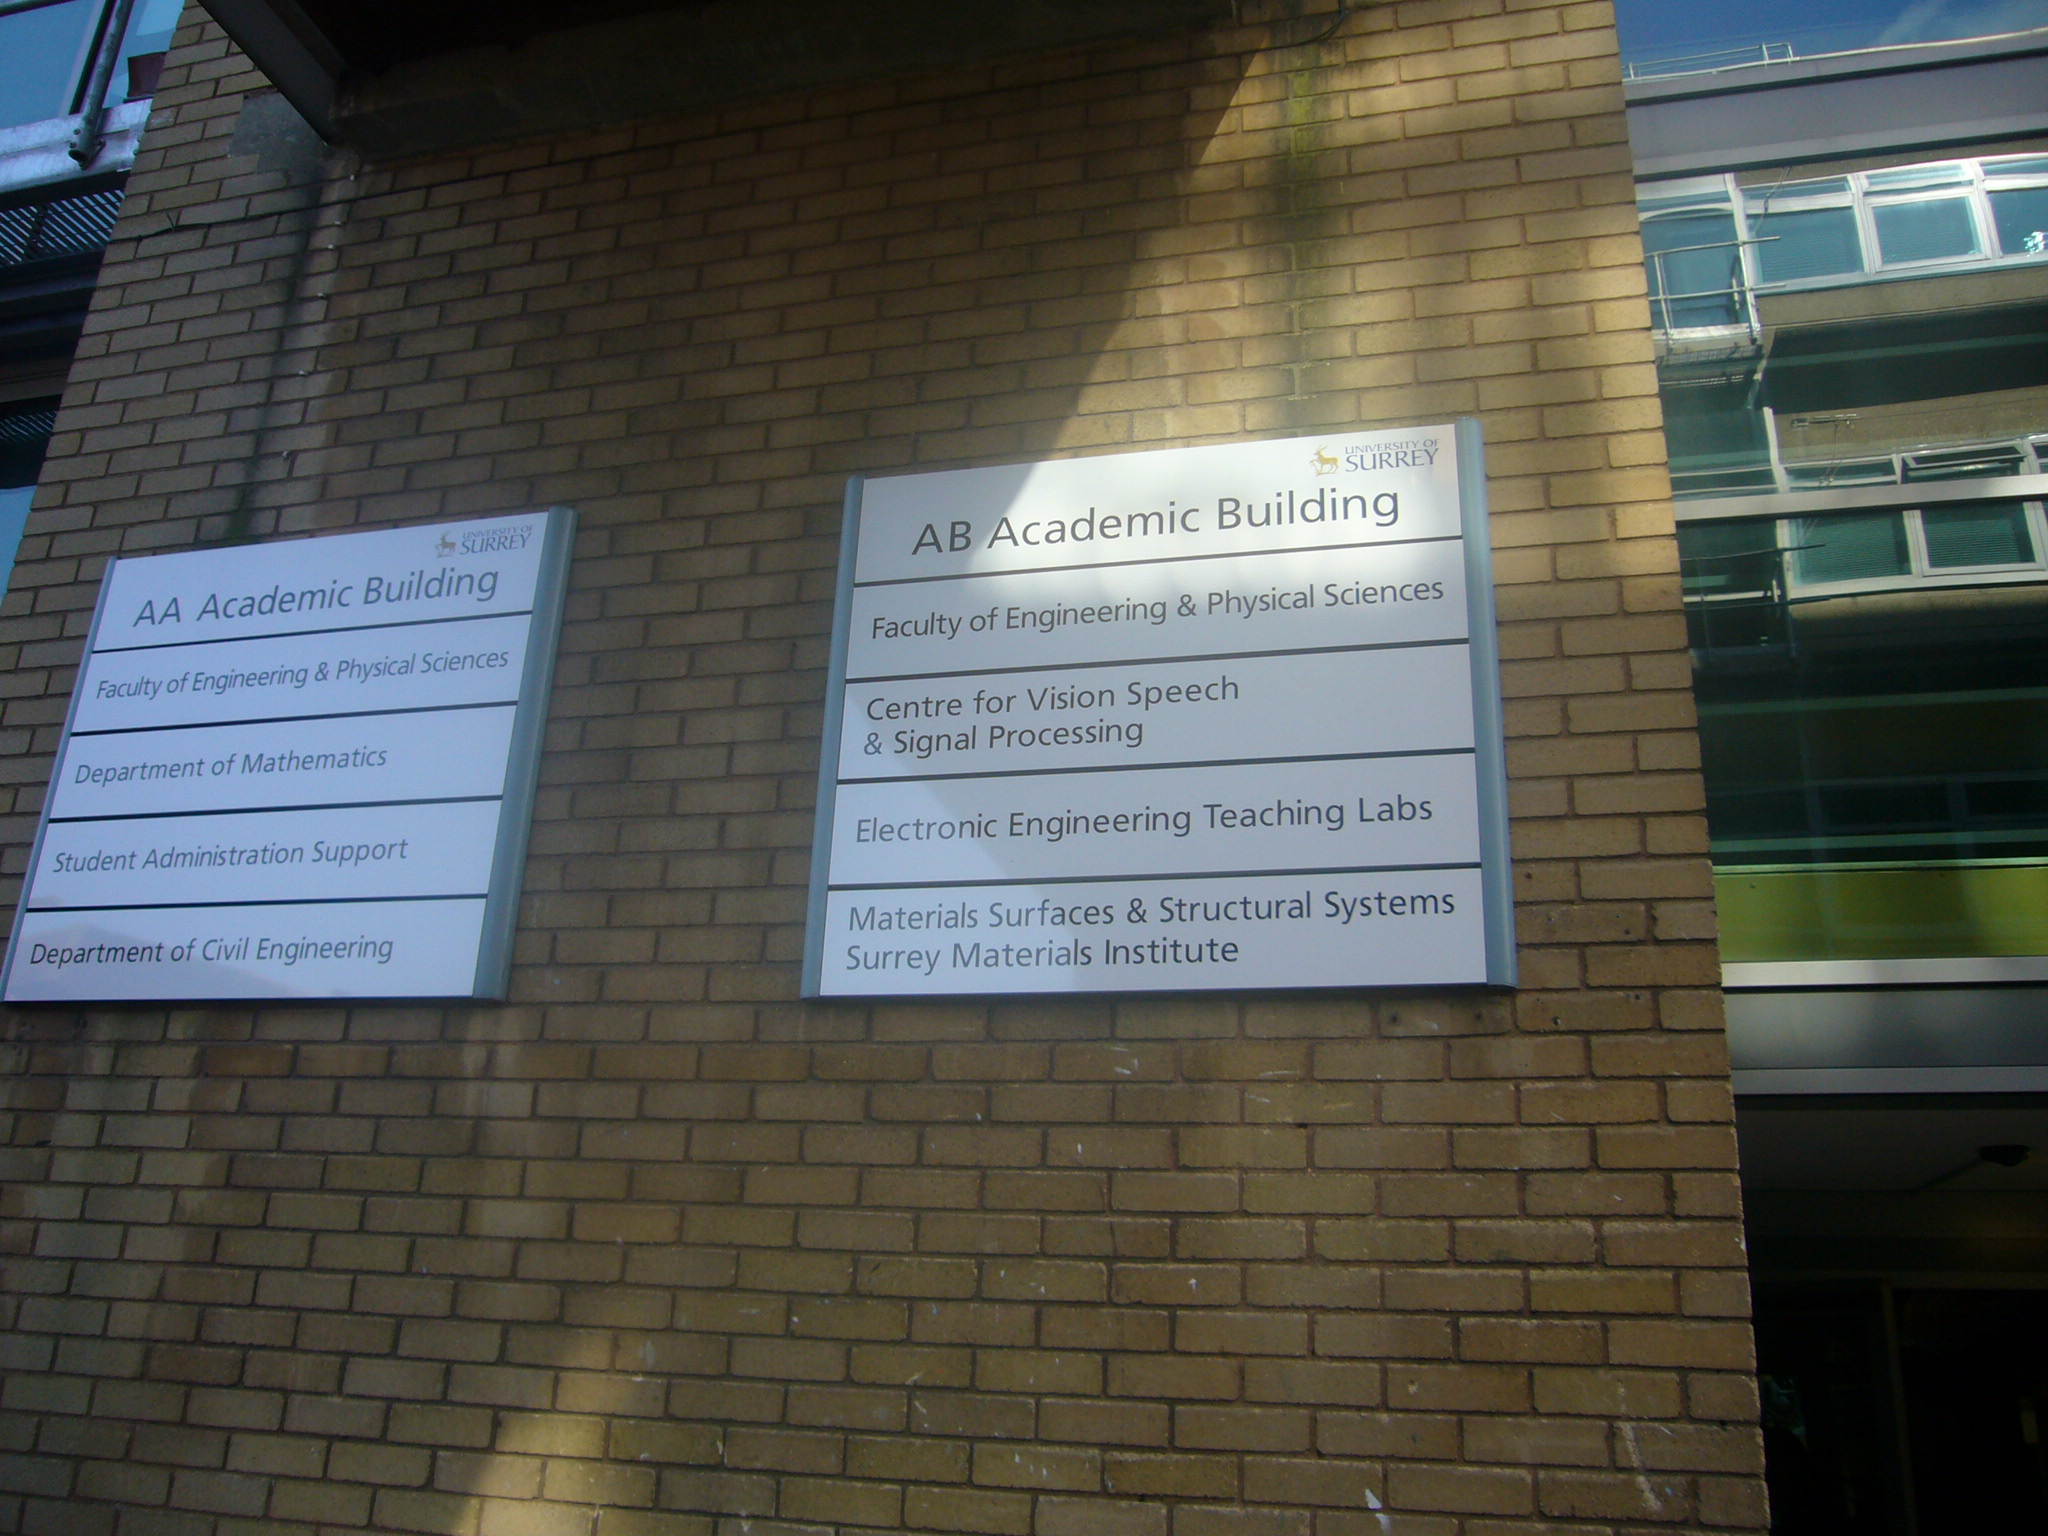 UNIVERSITY OF
SURREY
AA Academic Building
Faculty of Engineering & Physical Sciences
Department of Mathematics
Student Administration Support
Department of Civil Engineering
UNIVERSITY OF
SURREY
AB Academic Building
Faculty of Engineering & Physical Sciences
Centre for Vision Speech
& Signal Processing
Electronic Engineering Teaching Labs
Materials Surfaces & Structural Systems
Surrey Materials Institute